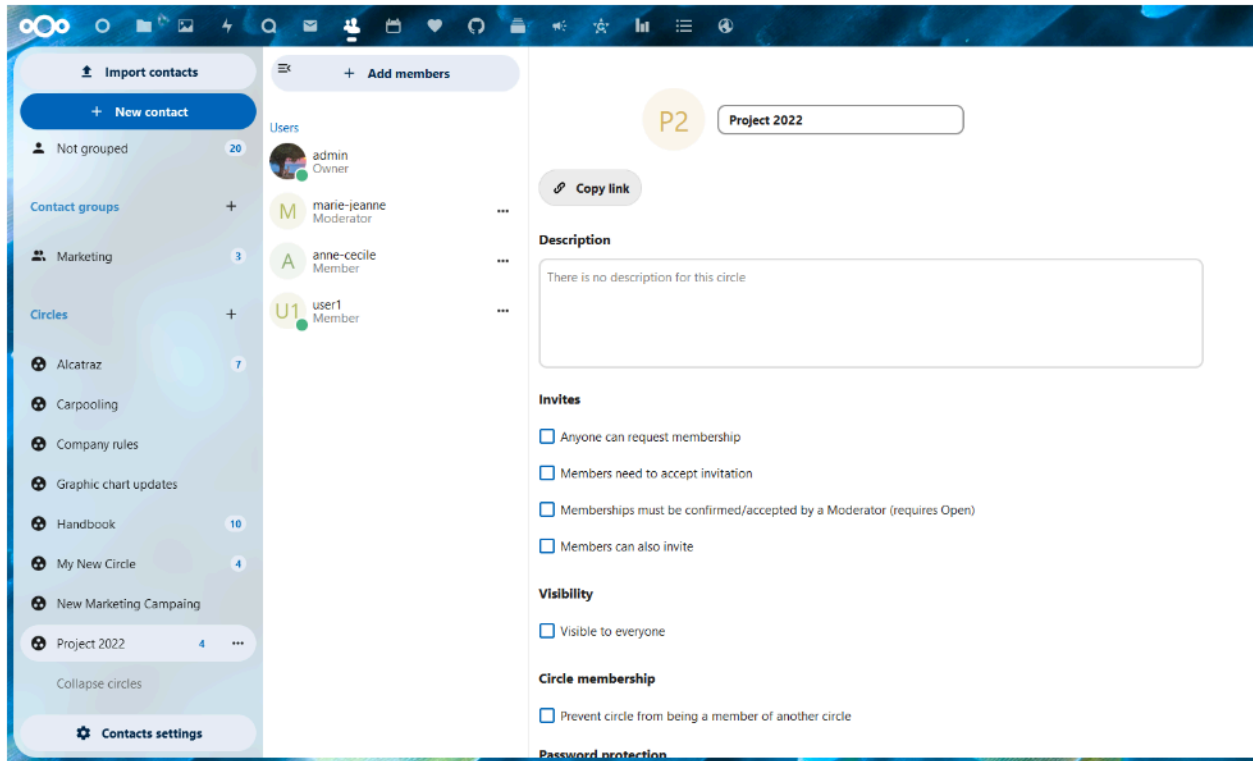 Import contacts
+ New contact
Not grouped 20
Contact groups +
Marketing 3
Circles +
Alcatraz 7
Carpooling
Company rules
Graphic chart updates
Handbook 10
My New Circle 4
New Marketing Campaing
Project 2022 4 ...
Collapse circles
Contacts settings
+ Add members
Users
admin
Owner
M
marie-jeanne ...
Moderator
A
anne-cecile ...
Member
U1
user1 ...
Member
P2
Project 2022
Copy link
Description
There is no description for this circle
Invites
Anyone can request membership
Members need to accept invitation
Memberships must be confirmed/accepted by a Moderator (requires Open)
Members can also invite
Visibility
Visible to everyone
Circle membership
Prevent circle from being a member of another circle
Password protection